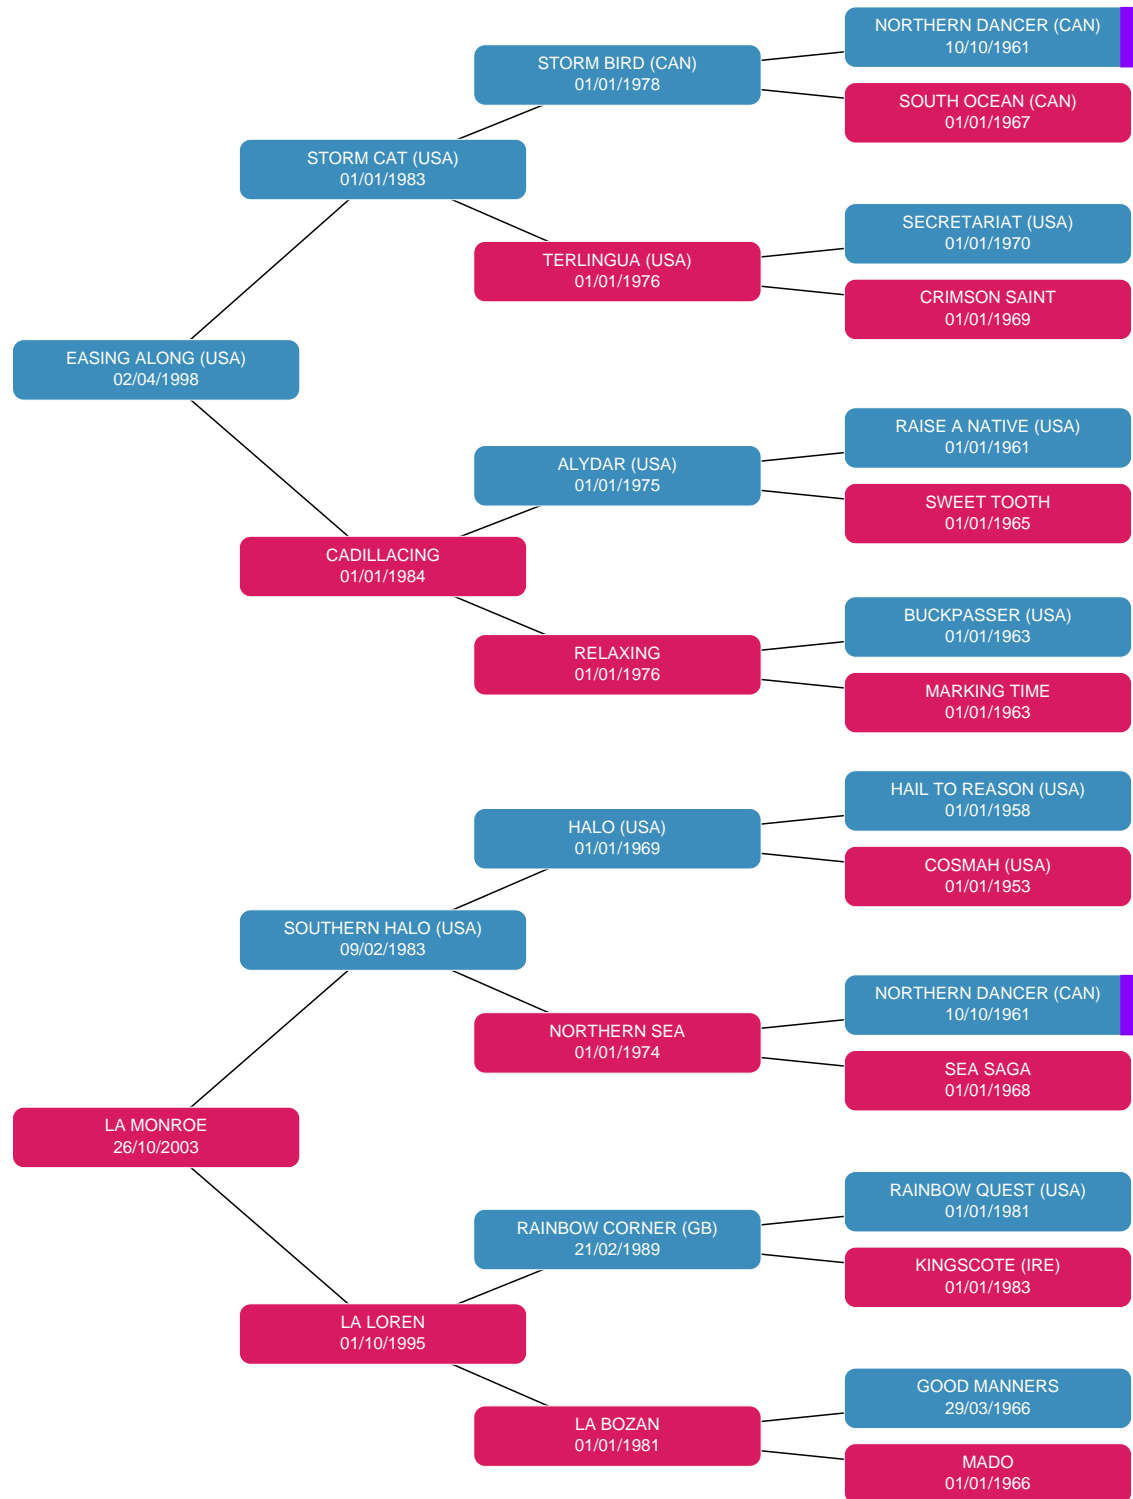 NORTHERN DANCER (CAN)
10/10/1961
STORM BIRD (CAN)
01/01/1978
SOUTH OCEAN (CAN)
01/01/1967
STORM CAT (USA)
01/01/1983
SECRETARIAT (USA)
01/01/1970
TERLINGUA (USA)
01/01/1976
CRIMSON SAINT
01/01/1969
EASING ALONG (USA)
02/04/1998
RAISE A NATIVE (USA)
01/01/1961
ALYDAR (USA)
01/01/1975
SWEET TOOTH
01/01/1965
CADILLACING
01/01/1984
BUCKPASSER (USA)
01/01/1963
RELAXING
01/01/1976
MARKING TIME
01/01/1963
HAIL TO REASON (USA)
01/01/1958
HALO (USA)
01/01/1969
COSMAH (USA)
01/01/1953
SOUTHERN HALO (USA)
09/02/1983
NORTHERN DANCER (CAN)
10/10/1961
NORTHERN SEA
01/01/1974
SEA SAGA
01/01/1968
LA MONROE
26/10/2003
RAINBOW QUEST (USA)
01/01/1981
RAINBOW CORNER (GB)
21/02/1989
KINGSCOTE (IRE)
01/01/1983
LA LOREN
01/10/1995
GOOD MANNERS
29/03/1966
LA BOZAN
01/01/1981
MADO
01/01/1966